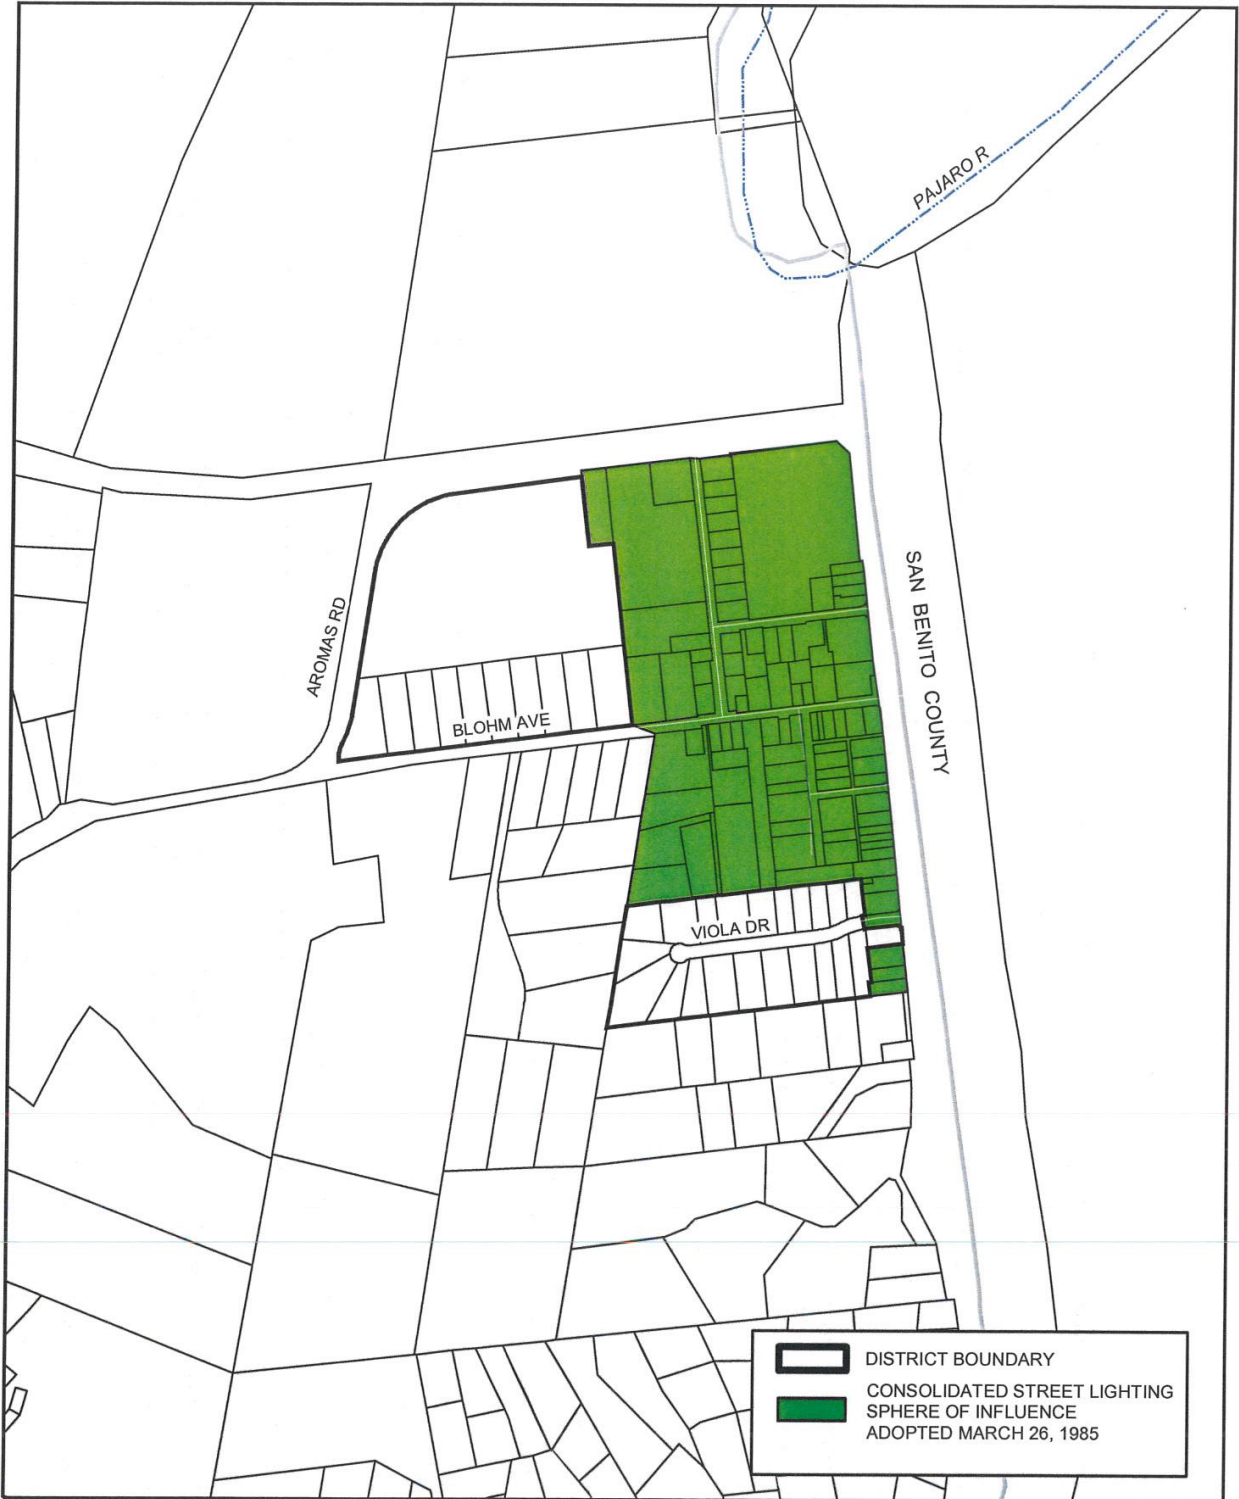 PAJARO R
SAN BENITO COUNTY
AROMAS RD
BLOHM AVE
VIOLA DR
DISTRICT BOUNDARY
CONSOLIDATED STREET LIGHTING
SPHERE OF INFLUENCE
ADOPTED MARCH 26, 1985